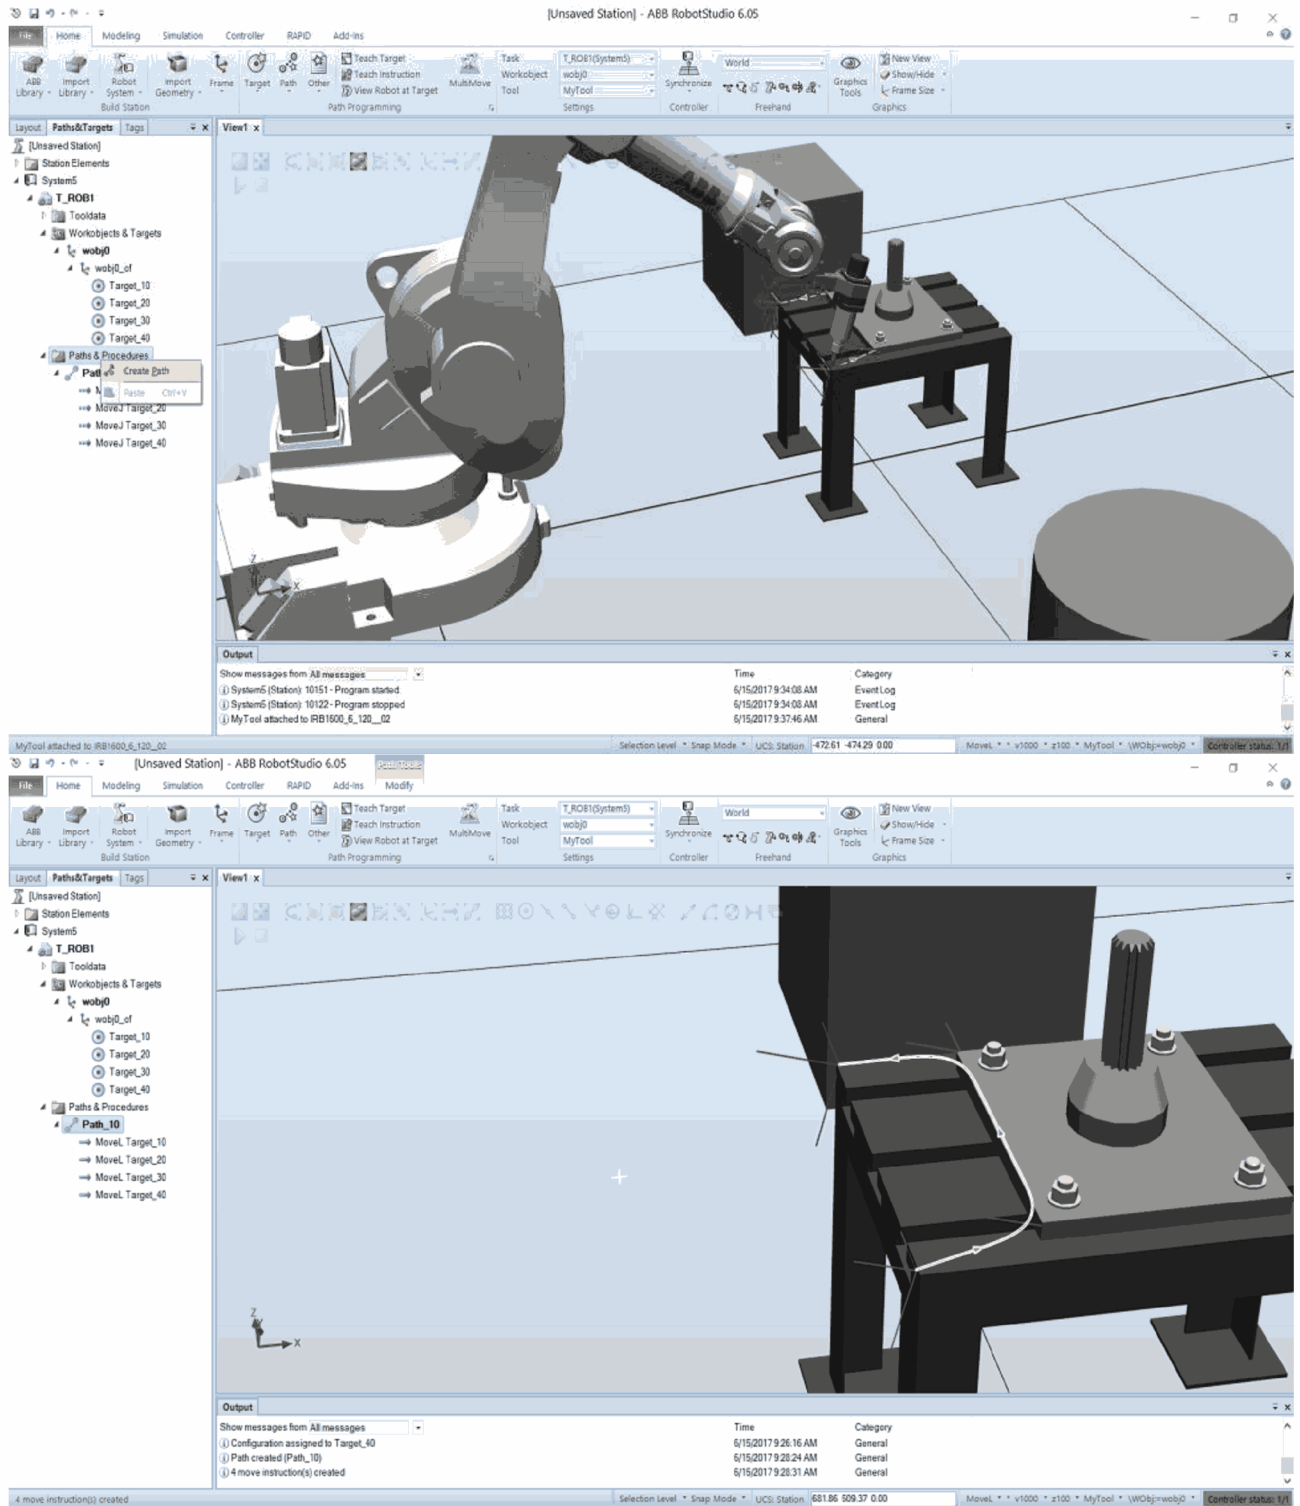 [Unsaved Station] - ABB RobotStudio 6.05
File Home Modeling Simulation Controller RAPID Add-Ins
ABB Library Import Library Robot System Import Geometry Frame Target Path Other
Teach Target
Teach Instruction
View Robot at Target
MultiMove
Task T_ROB1(System5)
Workobject wobj0
Tool MyTool
Synchronize
World
Graphics Tools
New View
Show/Hide
Frame Size
Build Station Path Programming Settings Controller Freehand Graphics
Layout Paths&Targets Tags View1
[Unsaved Station]
Station Elements
System5
T_ROB1
Tooldata
Workobjects & Targets
wobj0
wobj0_of
Target_10
Target_20
Target_30
Target_40
Paths & Procedures
Create Path
Paste Ctrl+V
MoveJ Target_20
MoveJ Target_30
MoveJ Target_40
Z
X
Output
Show messages from All messages Time Category
System5 (Station): 10151 - Program started 6/15/2017 9:34:08 AM Event Log
System5 (Station): 10122 - Program stopped 6/15/2017 9:34:08 AM Event Log
MyTool attached to IRB1600_6_120__02 6/15/2017 9:37:46 AM General
MyTool attached to IRB1600_6_120__02 Selection Level Snap Mode UCS: Station -472.61 -474.29 0.00 MoveL * * v1000 * z100 * MyTool * \WObj:=wobj0 Controller status: 1/1
[Unsaved Station] - ABB RobotStudio 6.05 Path Tools
File Home Modeling Simulation Controller RAPID Add-Ins Modify
ABB Library Import Library Robot System Import Geometry Frame Target Path Other
Teach Target
Teach Instruction
View Robot at Target
MultiMove
Task T_ROB1(System5)
Workobject wobj0
Tool MyTool
Synchronize
World
Graphics Tools
New View
Show/Hide
Frame Size
Build Station Path Programming Settings Controller Freehand Graphics
Layout Paths&Targets Tags View1
[Unsaved Station]
Station Elements
System5
T_ROB1
Tooldata
Workobjects & Targets
wobj0
wobj0_of
Target_10
Target_20
Target_30
Target_40
Paths & Procedures
Path_10
MoveL Target_10
MoveL Target_20
MoveL Target_30
MoveL Target_40
Z
X
Output
Show messages from All messages Time Category
Configuration assigned to Target_40 6/15/2017 9:26:16 AM General
Path created (Path_10) 6/15/2017 9:28:24 AM General
4 move instruction(s) created 6/15/2017 9:28:31 AM General
4 move instruction(s) created Selection Level Snap Mode UCS: Station 681.86 509.37 0.00 MoveL * * v1000 * z100 * MyTool * \WObj:=wobj0 Controller status: 1/1